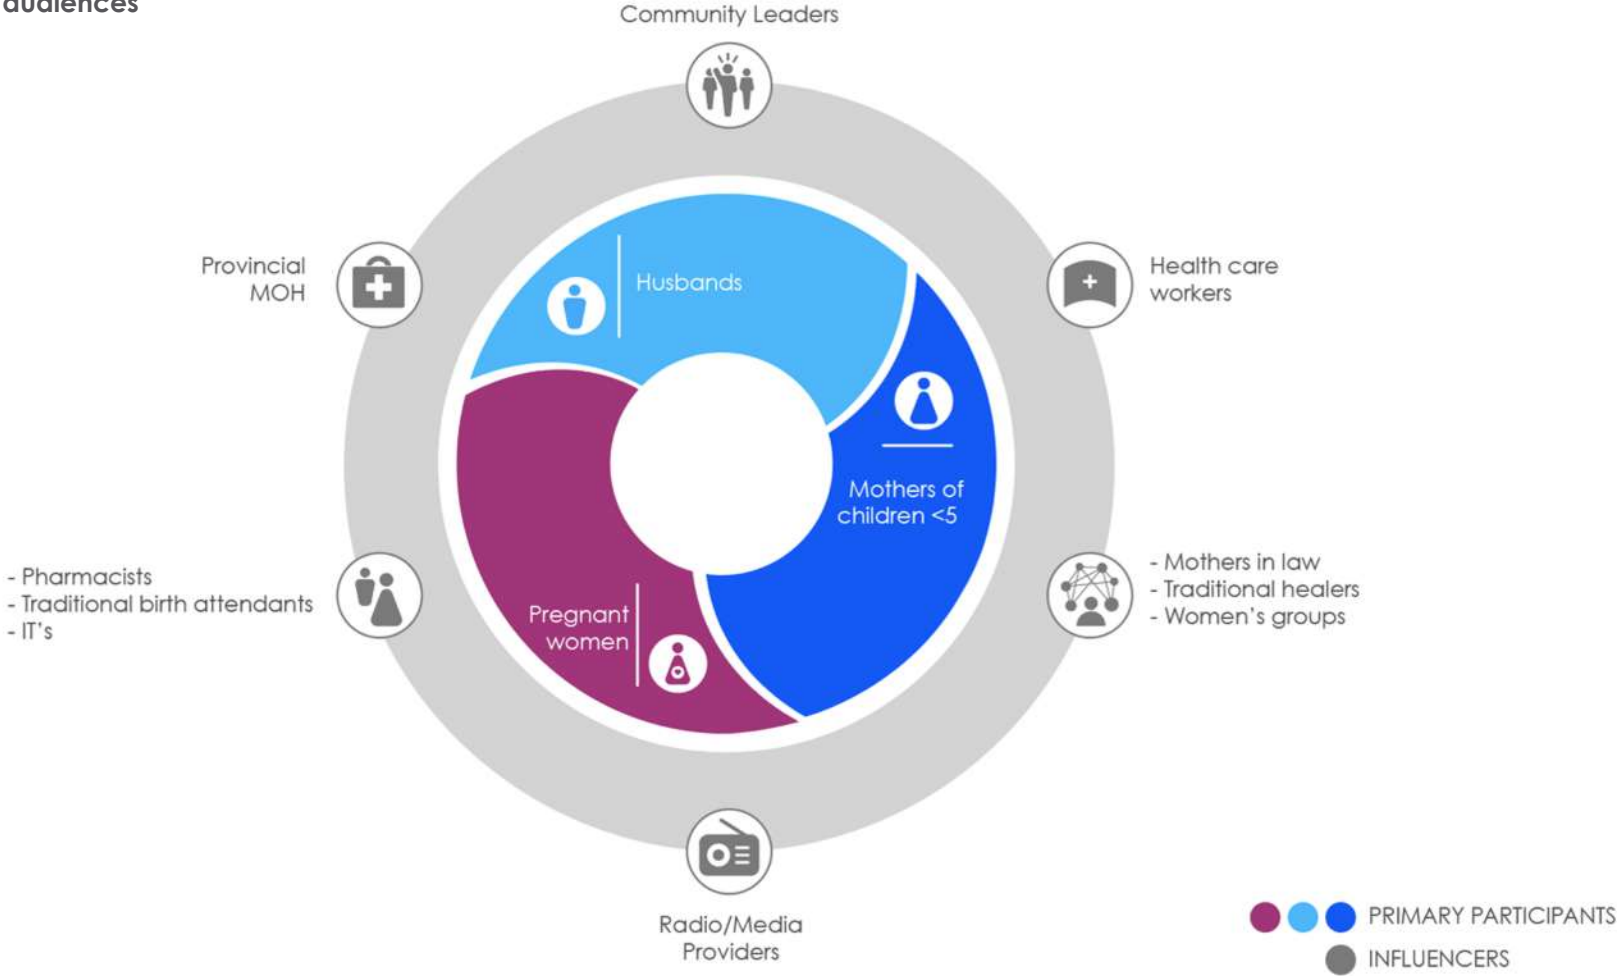 audiences
Community Leaders
Provincial
MOH
Health care
workers
Husbands
Mothers of
children <5
Pregnant
women
- Pharmacists
- Traditional birth attendants
- IT's
- Mothers in law
- Traditional healers
- Women's groups
Radio/Media
Providers
PRIMARY PARTICIPANTS
INFLUENCERS